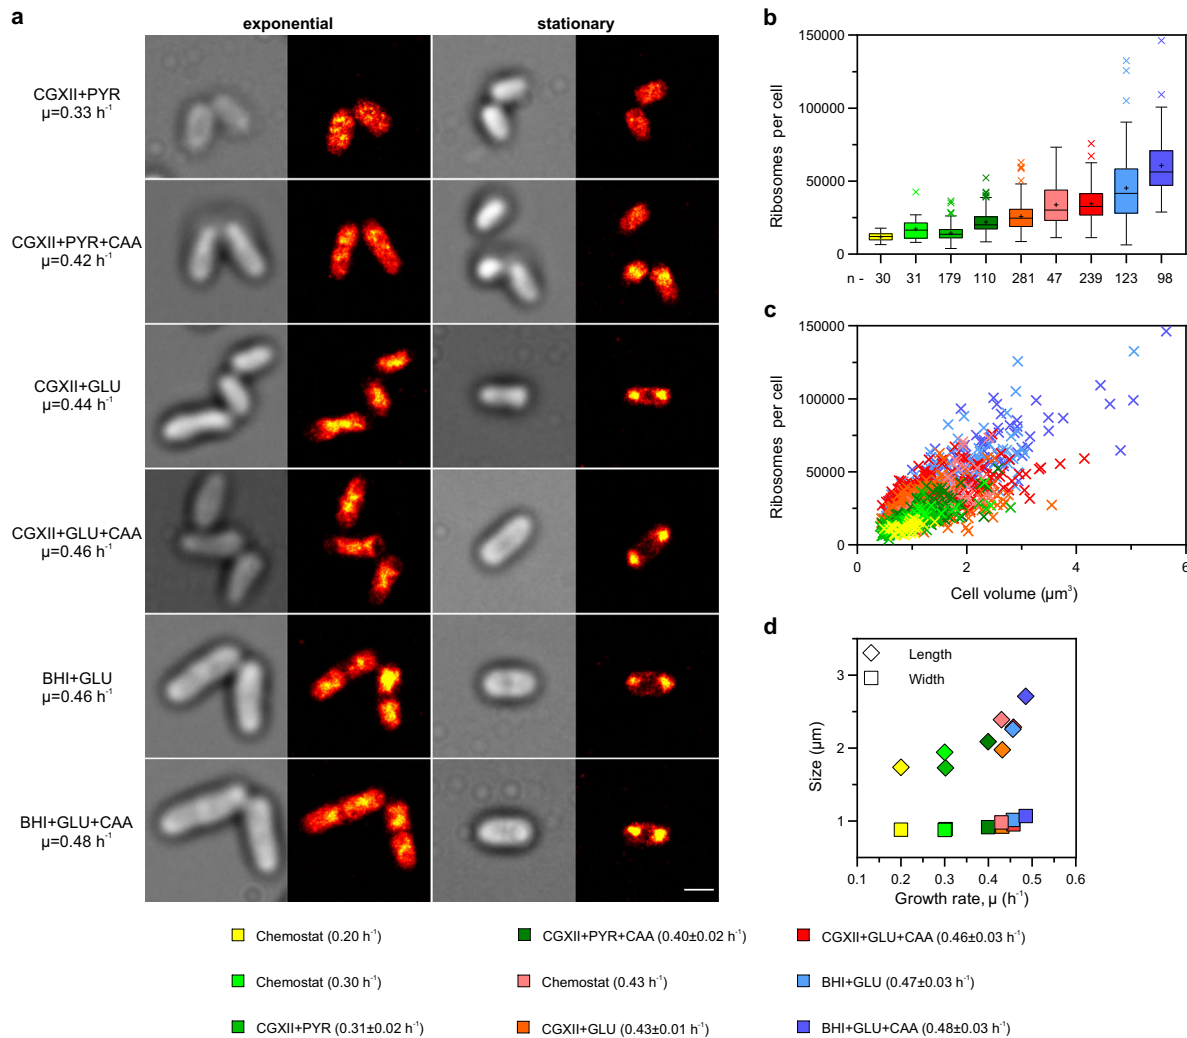 a
exponential
stationary
CGXII+PYR
µ=0.33 h⁻¹
CGXII+PYR+CAA
µ=0.42 h⁻¹
CGXII+GLU
µ=0.44 h⁻¹
CGXII+GLU+CAA
µ=0.46 h⁻¹
BHI+GLU
µ=0.46 h⁻¹
BHI+GLU+CAA
µ=0.48 h⁻¹
b
Ribosomes per cell
150000
100000
50000
0
n - 30 31 179 110 281 47 239 123 98
c
Ribosomes per cell
150000
100000
50000
0
0 2 4 6
Cell volume (µm³)
d
Length
Width
Size (µm)
3
2
1
0.1 0.2 0.3 0.4 0.5 0.6
Growth rate, µ (h⁻¹)
Chemostat (0.20 h⁻¹)
CGXII+PYR+CAA (0.40±0.02 h⁻¹)
CGXII+GLU+CAA (0.46±0.03 h⁻¹)
Chemostat (0.30 h⁻¹)
Chemostat (0.43 h⁻¹)
BHI+GLU (0.47±0.03 h⁻¹)
CGXII+PYR (0.31±0.02 h⁻¹)
CGXII+GLU (0.43±0.01 h⁻¹)
BHI+GLU+CAA (0.48±0.03 h⁻¹)